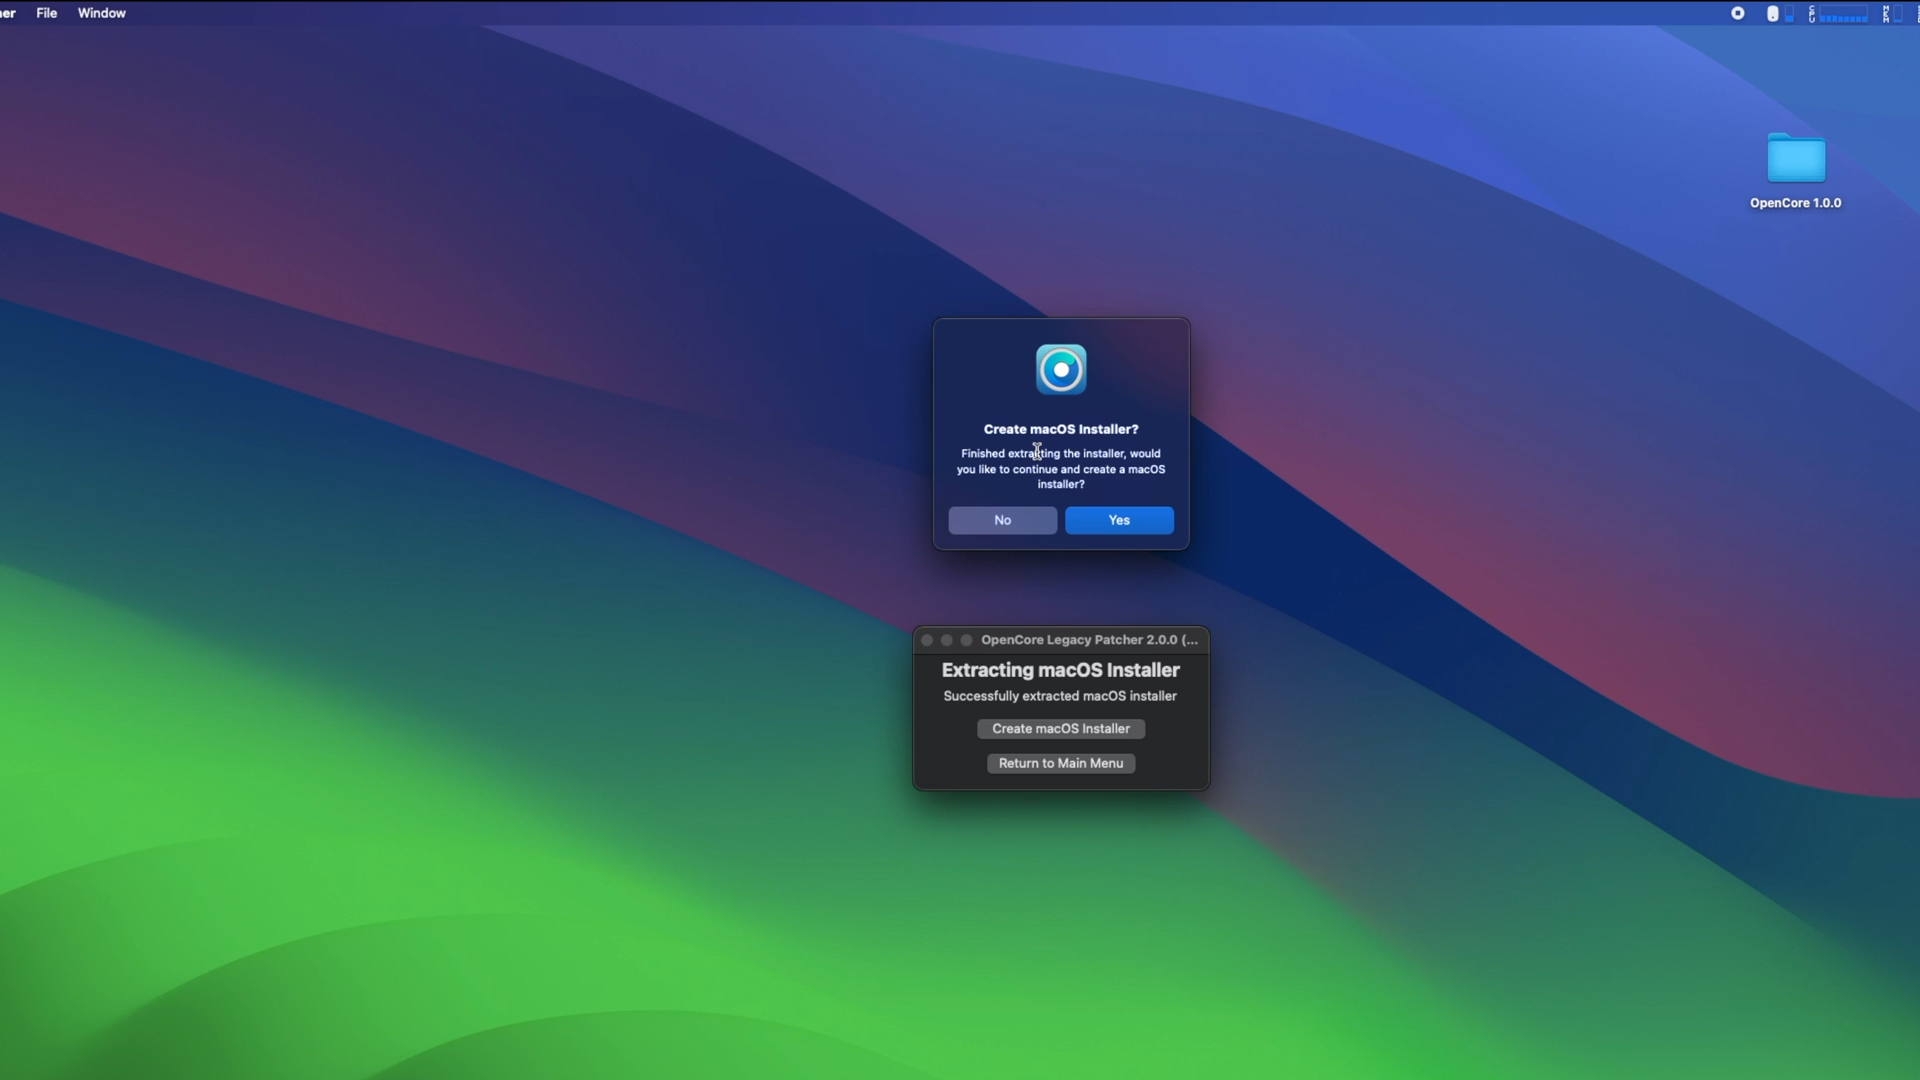 er File Window
CPU
MEM
OpenCore 1.0.0
Create macOS Installer?
Finished extracting the installer, would
you like to continue and create a macOS
installer?
No Yes
OpenCore Legacy Patcher 2.0.0 (...
Extracting macOS Installer
Successfully extracted macOS installer
Create macOS Installer
Return to Main Menu